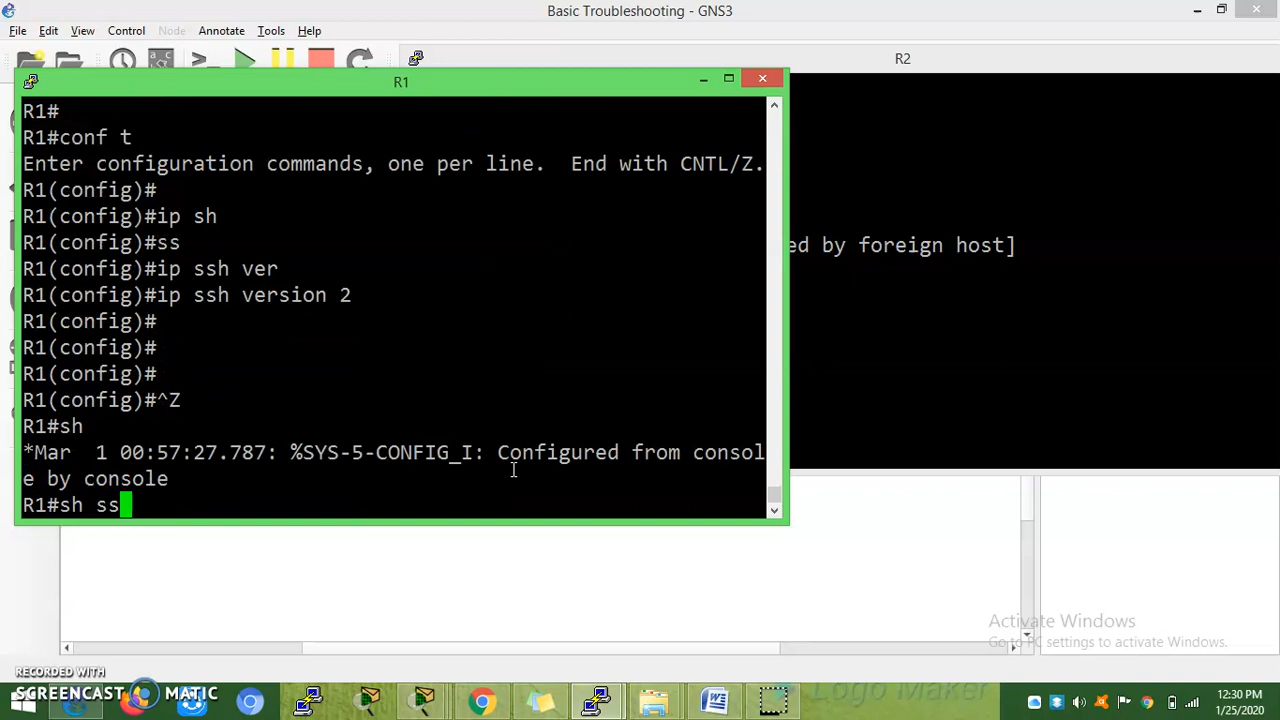 Basic Troubleshooting - GNS3
File Edit View Control Node Annotate Tools Help
R2
R1
R1#
R1#conf t
Enter configuration commands, one per line.  End with CNTL/Z.
R1(config)#
R1(config)#ip sh
R1(config)#ss
R1(config)#ip ssh ver
R1(config)#ip ssh version 2
R1(config)#
R1(config)#
R1(config)#
R1(config)#^Z
R1#sh
*Mar  1 00:57:27.787: %SYS-5-CONFIG_I: Configured from consol
e by console
R1#sh ss
ed by foreign host]
Activate Windows
Go to PC settings to activate Windows.
RECORDED WITH
SCREENCAST MATIC
Logo Maker
12:30 PM
1/25/2020